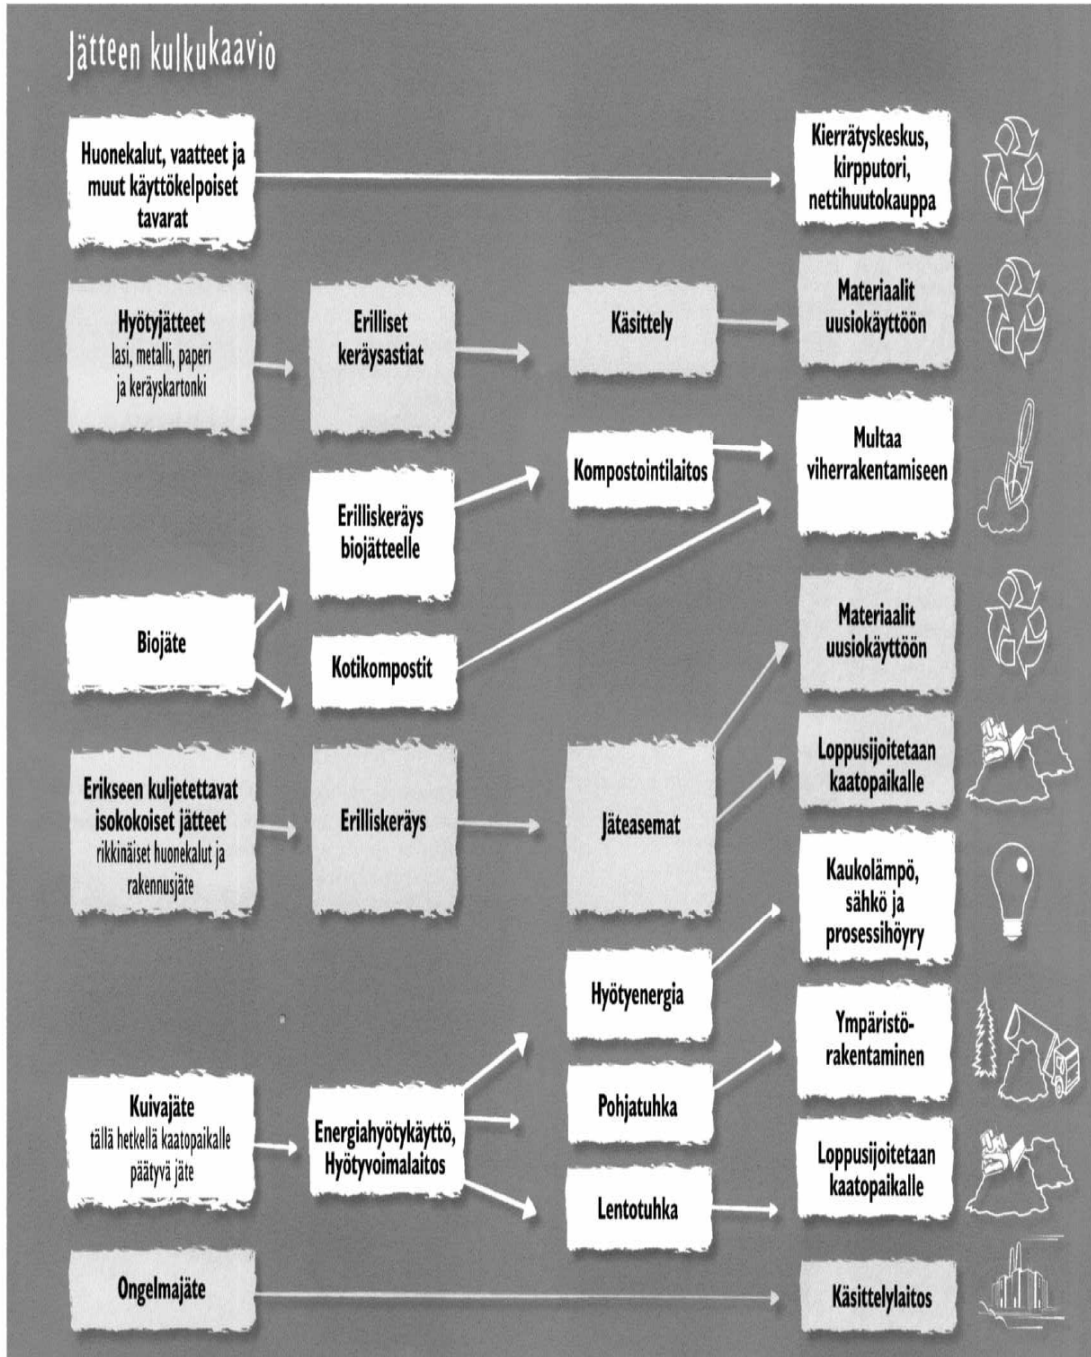 Jätteen kulkukaavio
Huonekalut, vaatteet ja
muut käyttökelpoiset
tavarat
Kierrätyskeskus,
kirpputori,
nettihuutokauppa
Hyötyjätteet
lasi, metalli, paperi
ja keräyskartonki
Erilliset
keräysastiat
Käsittely
Materiaalit
uusiokäyttöön
Biojäte
Erilliskeräys
biojätteelle
Kompostointilaitos
Multaa
viherrakentamiseen
Kotikompostit
Erikseen kuljetettavat
isokokoiset jätteet
rikkinäiset huonekalut ja
rakennusjäte
Erilliskeräys
Jäteasemat
Materiaalit
uusiokäyttöön
Loppusijoitetaan
kaatopaikalle
Kuivajäte
tällä hetkellä kaatopaikalle
päätyvä jäte
Energiahyötykäyttö,
Hyötyvoimalaitos
Hyötyenergia
Kaukolämpö,
sähkö ja
prosessihöyry
Pohjatuhka
Ympäristö-
rakentaminen
Lentotuhka
Loppusijoitetaan
kaatopaikalle
Ongelmajäte
Käsittelylaitos